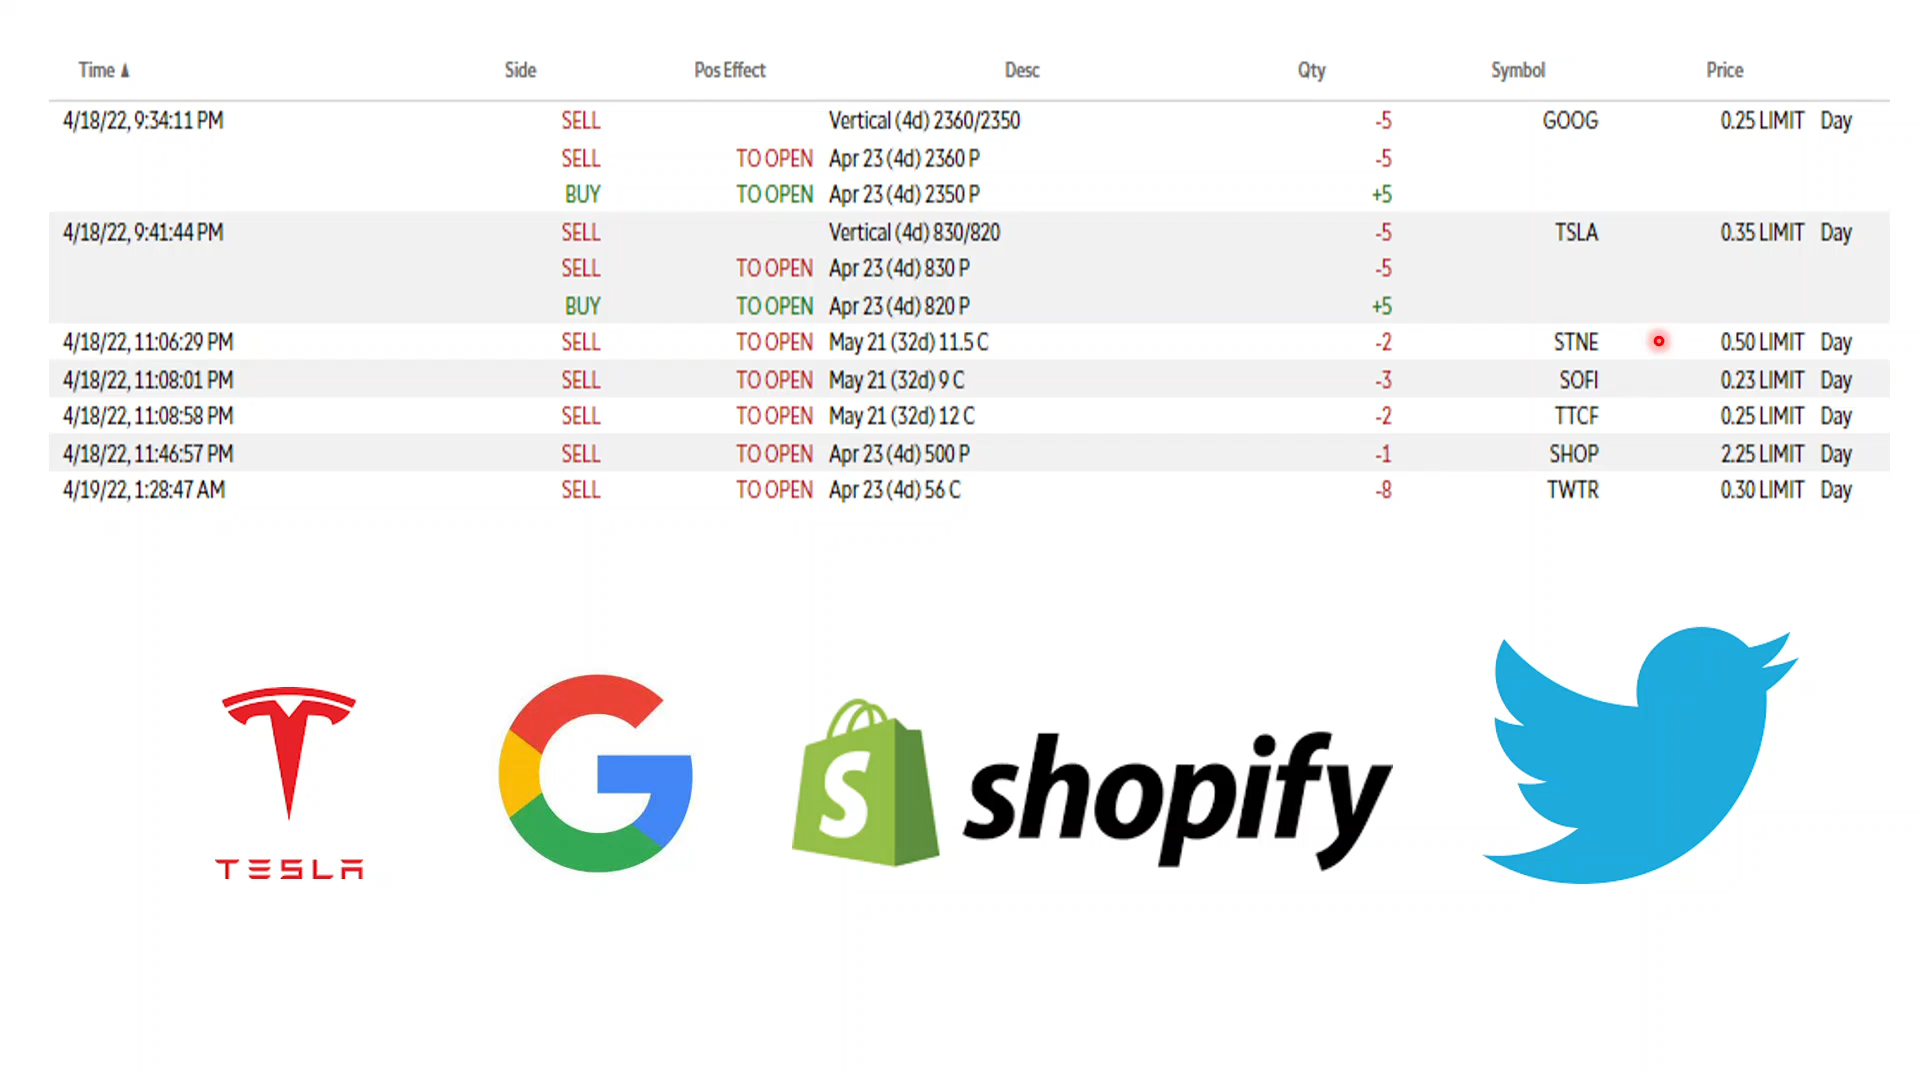 Time ▲ Side Pos Effect Desc Qty Symbol Price
4/18/22, 9:34:11 PM SELL Vertical (4d) 2360/2350 -5 GOOG 0.25 LIMIT Day
SELL TO OPEN Apr 23 (4d) 2360 P -5
BUY TO OPEN Apr 23 (4d) 2350 P +5
4/18/22, 9:41:44 PM SELL Vertical (4d) 830/820 -5 TSLA 0.35 LIMIT Day
SELL TO OPEN Apr 23 (4d) 830 P -5
BUY TO OPEN Apr 23 (4d) 820 P +5
4/18/22, 11:06:29 PM SELL TO OPEN May 21 (32d) 11.5 C -2 STNE 0.50 LIMIT Day
4/18/22, 11:08:01 PM SELL TO OPEN May 21 (32d) 9 C -3 SOFI 0.23 LIMIT Day
4/18/22, 11:08:58 PM SELL TO OPEN May 21 (32d) 12 C -2 TTCF 0.25 LIMIT Day
4/18/22, 11:46:57 PM SELL TO OPEN Apr 23 (4d) 500 P -1 SHOP 2.25 LIMIT Day
4/19/22, 1:28:47 AM SELL TO OPEN Apr 23 (4d) 56 C -8 TWTR 0.30 LIMIT Day
TESLA
shopify